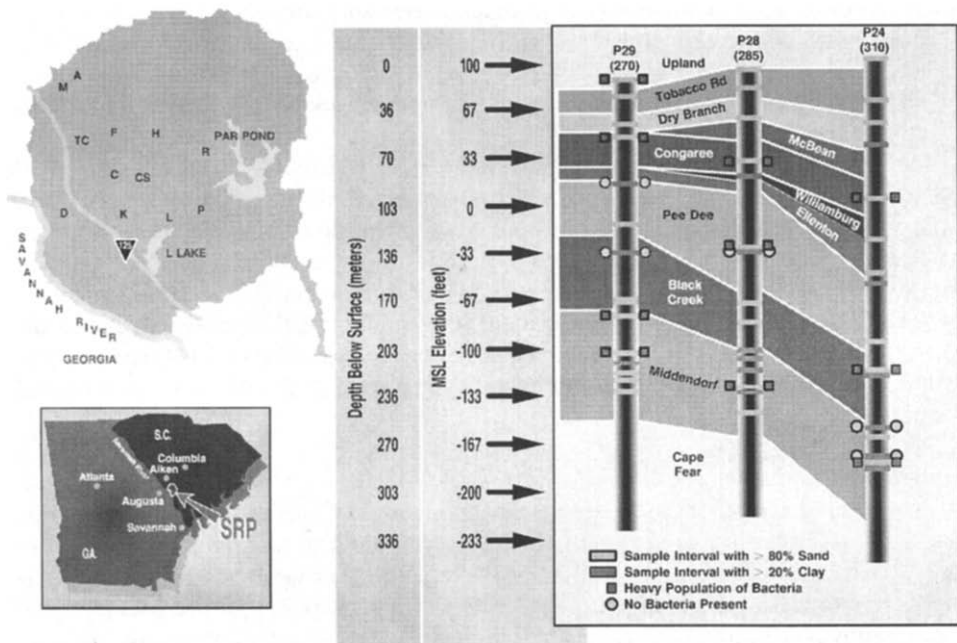 M A
TC F H
R PAR POND
C CS
D K L P
L LAKE
SAVANNAH RIVER
GEORGIA
S.C.
Columbia
Aiken
Atlanta
Augusta
Savannah
SRP
GA
Depth Below Surface (meters)
0
36
70
103
136
170
203
236
270
303
336
MSL Elevation (feet)
100
67
33
0
-33
-67
-100
-133
-167
-200
-233
P29
(270)
P28
(285)
P24
(310)
Upland
Tobacco Rd
Dry Branch
McBean
Congaree
Williamburg
Ellenton
Pee Dee
Black
Creek
Middendorf
Cape
Fear
Sample Interval with > 80% Sand
Sample Interval with > 20% Clay
Heavy Population of Bacteria
No Bacteria Present